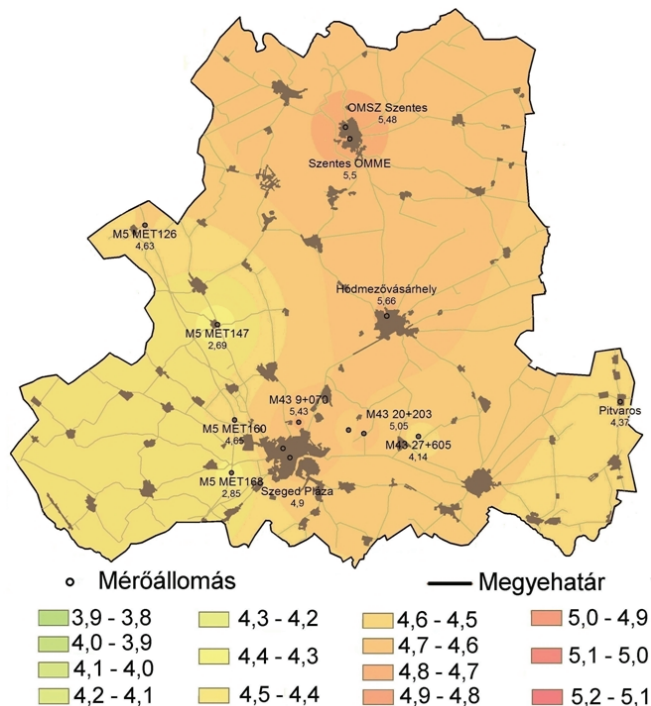 OMSZ Szentes
5,48
Szentes OMME
5,5
M5 MET126
4,63
Hódmezővásárhely
5,66
M5 MET147
2,69
M43 9+070
5,43
M43 20+203
5,05
Pitvaros
4,37
M5 MET160
4,65
M43 27+605
4,14
M5 MET168
2,85
Szeged Plaza
4,9
Mérőállomás
Megyehatár
3,9 - 3,8
4,0 - 3,9
4,1 - 4,0
4,2 - 4,1
4,3 - 4,2
4,4 - 4,3
4,5 - 4,4
4,6 - 4,5
4,7 - 4,6
4,8 - 4,7
4,9 - 4,8
5,0 - 4,9
5,1 - 5,0
5,2 - 5,1